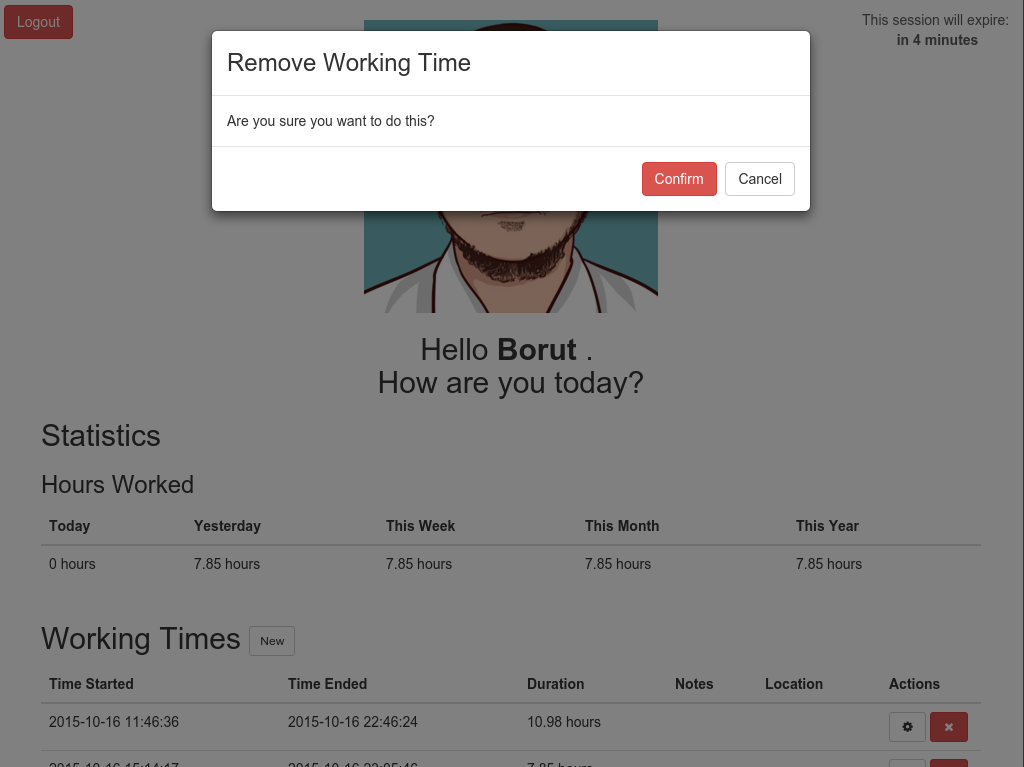 Logout
This session will expire:
in 4 minutes
Remove Working Time
Are you sure you want to do this?
Confirm Cancel
Hello Borut .
How are you today?
Statistics
Hours Worked
Today Yesterday This Week This Month This Year
0 hours 7.85 hours 7.85 hours 7.85 hours 7.85 hours
Working Times New
Time Started Time Ended Duration Notes Location Actions
2015-10-16 11:46:36 2015-10-16 22:46:24 10.98 hours